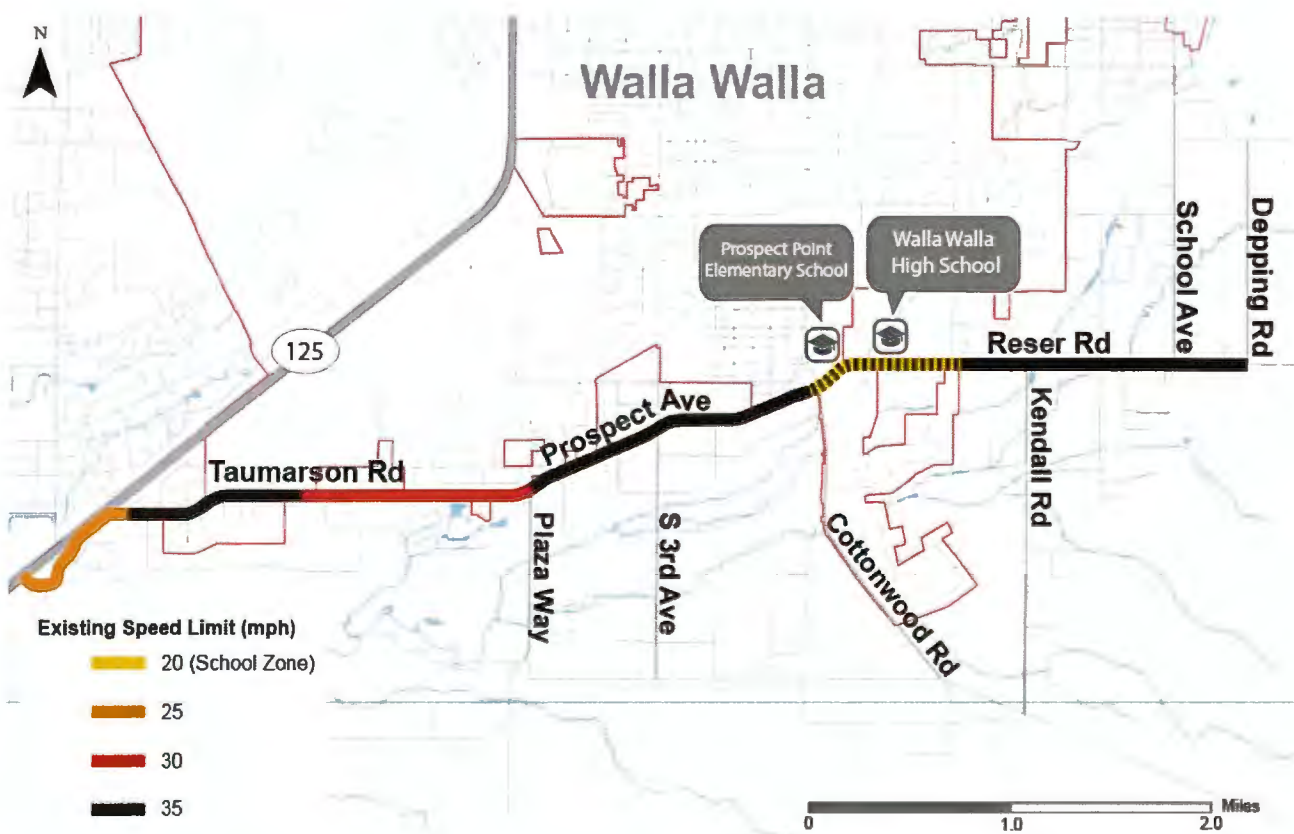 N
Walla Walla
Prospect Point
Elementary School
Walla Walla
High School
School Ave
Depping Rd
125
Reser Rd
Prospect Ave
Kendall Rd
Taumarson Rd
Plaza Way
S 3rd Ave
Cottonwood Rd
Existing Speed Limit (mph)
20 (School Zone)
25
30
35
Miles
0
1.0
2.0